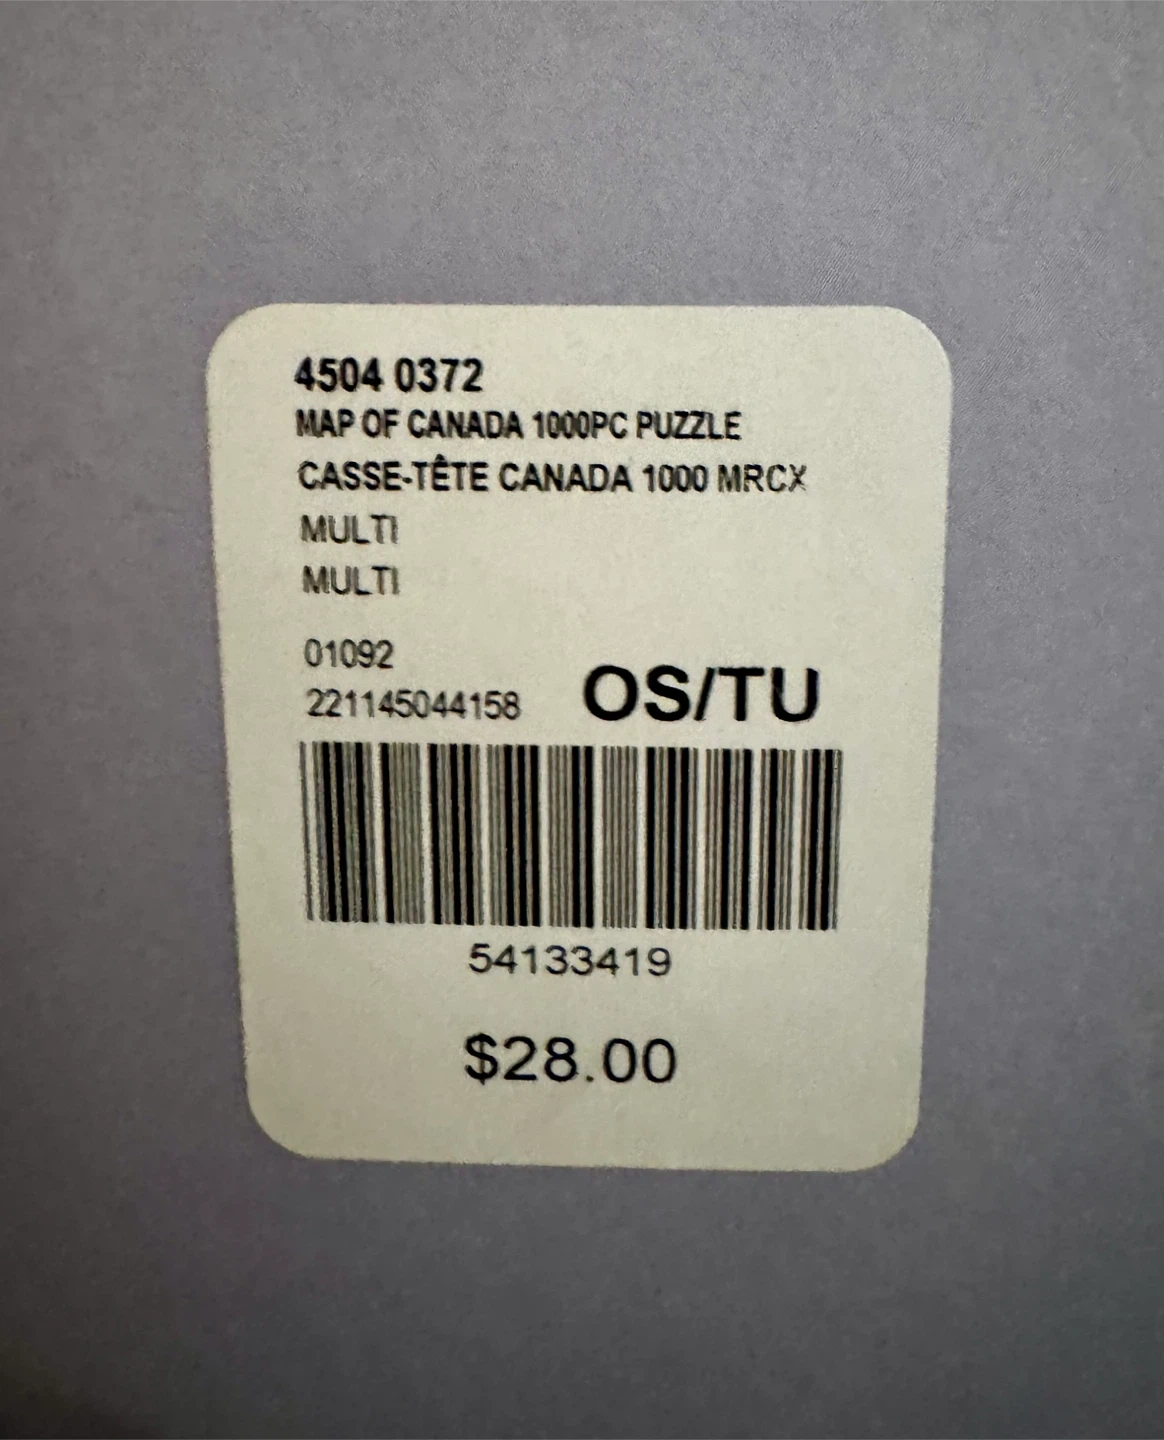 4504 0372
MAP OF CANADA 1000PC PUZZLE
CASSE-TÊTE CANADA 1000 MRCX
MULTI
MULTI
01092
221145044158 OS/TU
54133419
$28.00